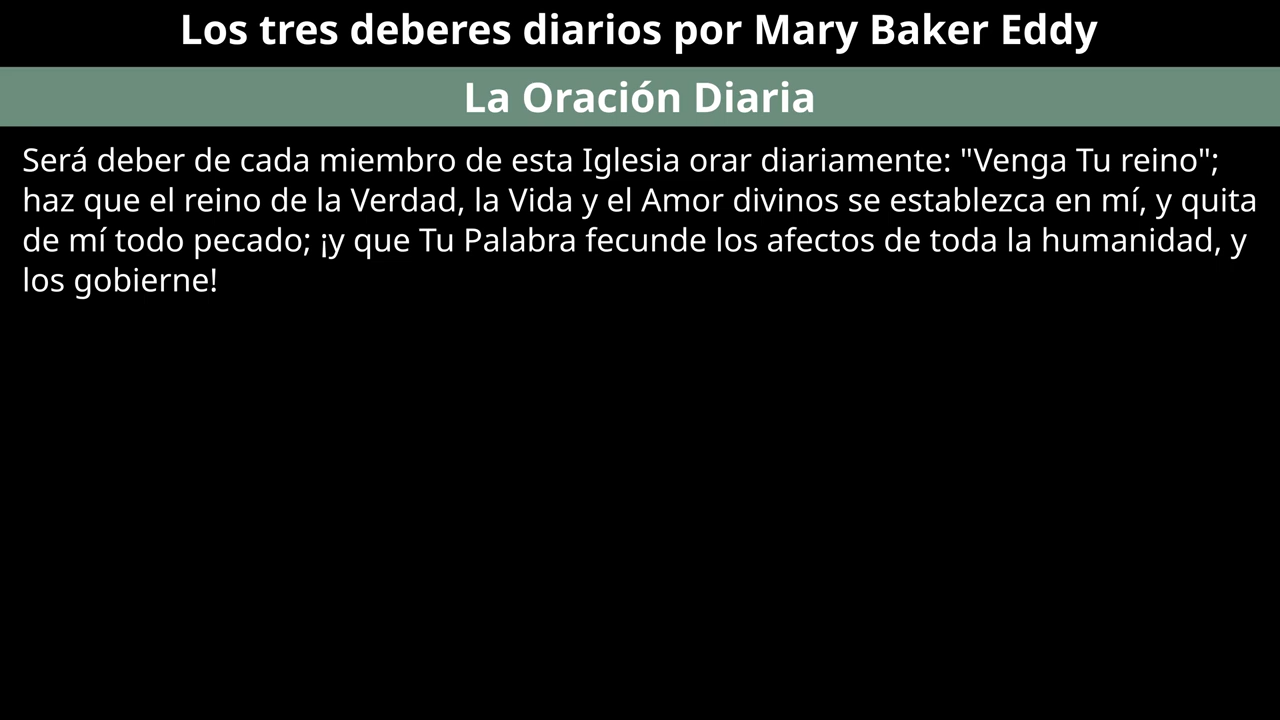 Los tres deberes diarios por Mary Baker Eddy
La Oración Diaria
Será deber de cada miembro de esta Iglesia orar diariamente: "Venga Tu reino";
haz que el reino de la Verdad, la Vida y el Amor divinos se establezca en mí, y quita
de mí todo pecado; ¡y que Tu Palabra fecunde los afectos de toda la humanidad, y
los gobierne!